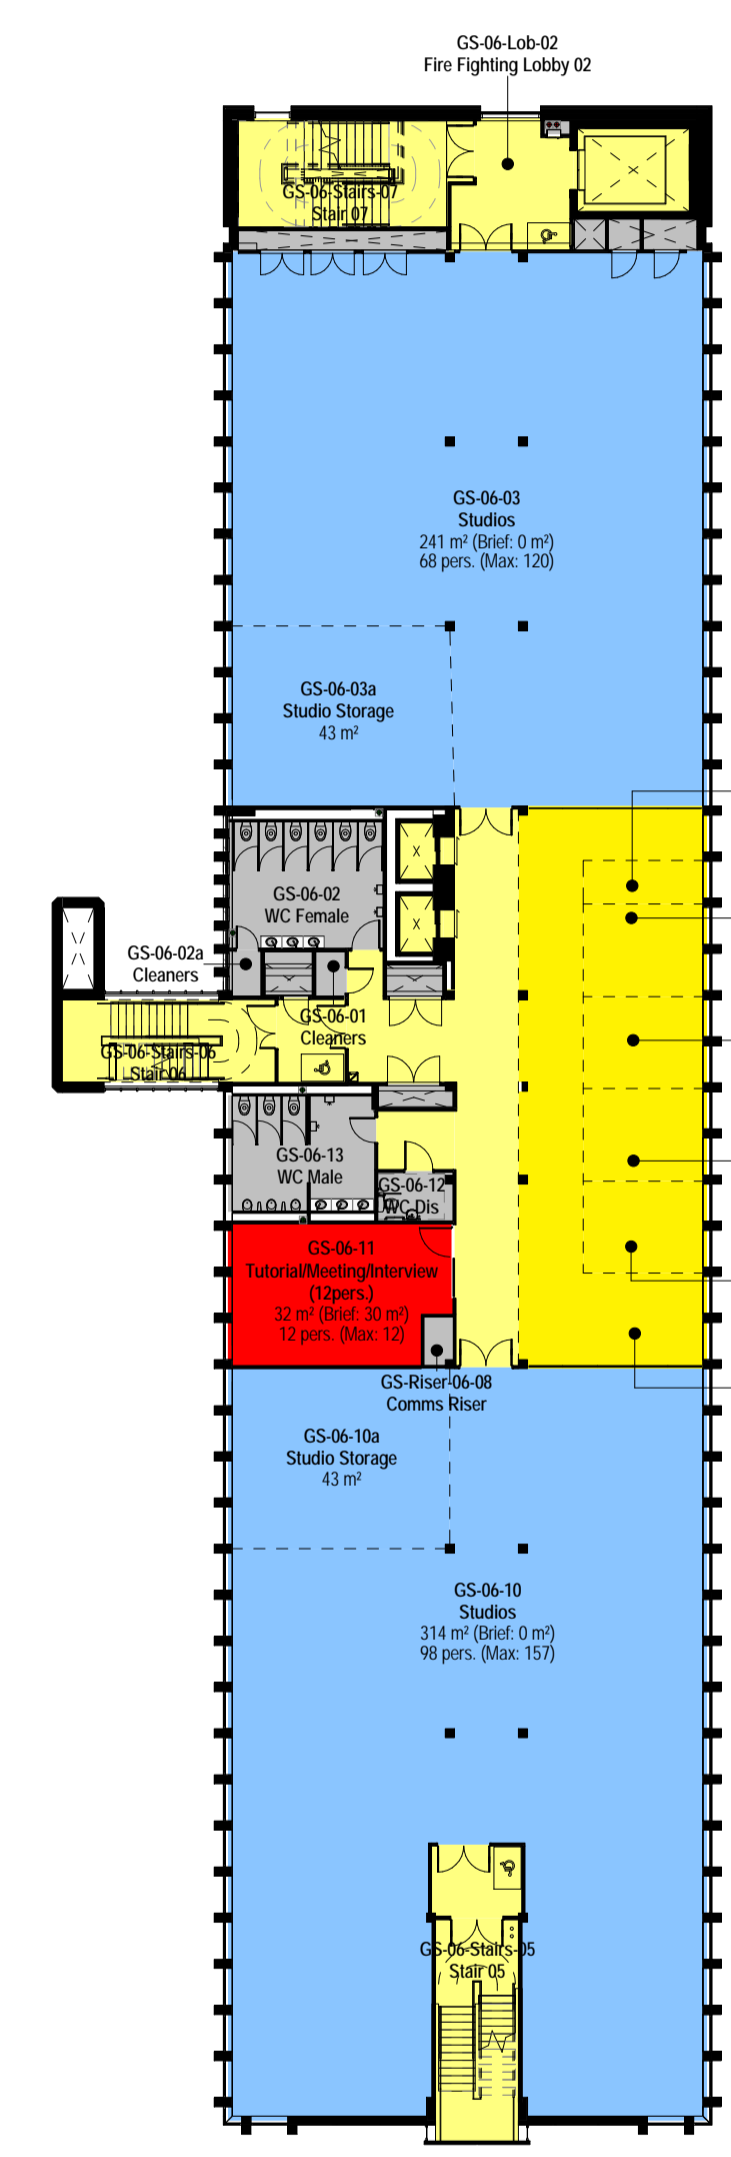 GS-06-Lob-02
Fire Fighting Lobby 02
GS-06-Stairs-07
Stair 07
GS-06-03
Studios
241 m² (Brief: 0 m²)
68 pers. (Max: 120)
GS-06-03a
Studio Storage
43 m²
GS-06-02
WC Female
GS-06-02a
Cleaners
GS-06-01
Cleaners
GS-06-Stairs-06
Stair 06
GS-06-13
WC Male
GS-06-12
WC Dis
GS-06-11
Tutorial/Meeting/Interview
(12pers.)
32 m² (Brief: 30 m²)
12 pers. (Max: 12)
GS-Riser-06-08
Comms Riser
GS-06-10a
Studio Storage
43 m²
GS-06-10
Studios
314 m² (Brief: 0 m²)
98 pers. (Max: 157)
GS-06-Stairs-05
Stair 05